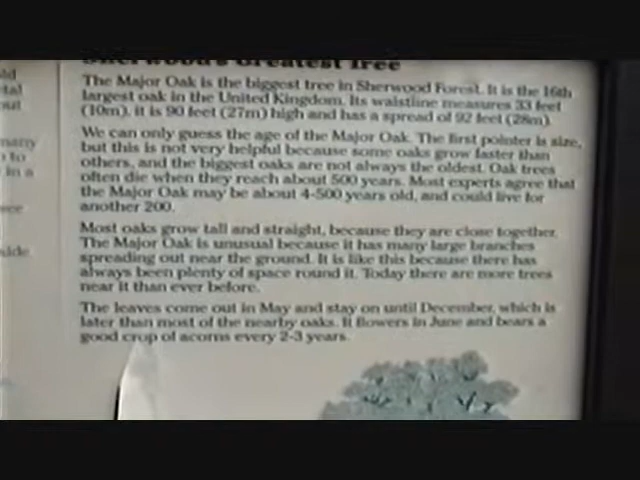 Sherwood's Greatest Tree
The Major Oak is the biggest tree in Sherwood Forest. It is the 16th
largest oak in the United Kingdom. Its waistline measures 33 feet
(10m), it is 90 feet (27m) high and has a spread of 92 feet (28m).
We can only guess the age of the Major Oak. The first pointer is size,
but this is not very helpful because some oaks grow faster than
others, and the biggest oaks are not always the oldest. Oak trees
often die when they reach about 500 years. Most experts agree that
the Major Oak may be about 4-500 years old, and could live for
another 200.
Most oaks grow tall and straight, because they are close together.
The Major Oak is unusual because it has many large branches
spreading out near the ground. It is like this because there has
always been plenty of space round it. Today there are more trees
near it than ever before.
The leaves come out in May and stay on until December, which is
later than most of the nearby oaks. It flowers in June and bears a
good crop of acorns every 2-3 years.